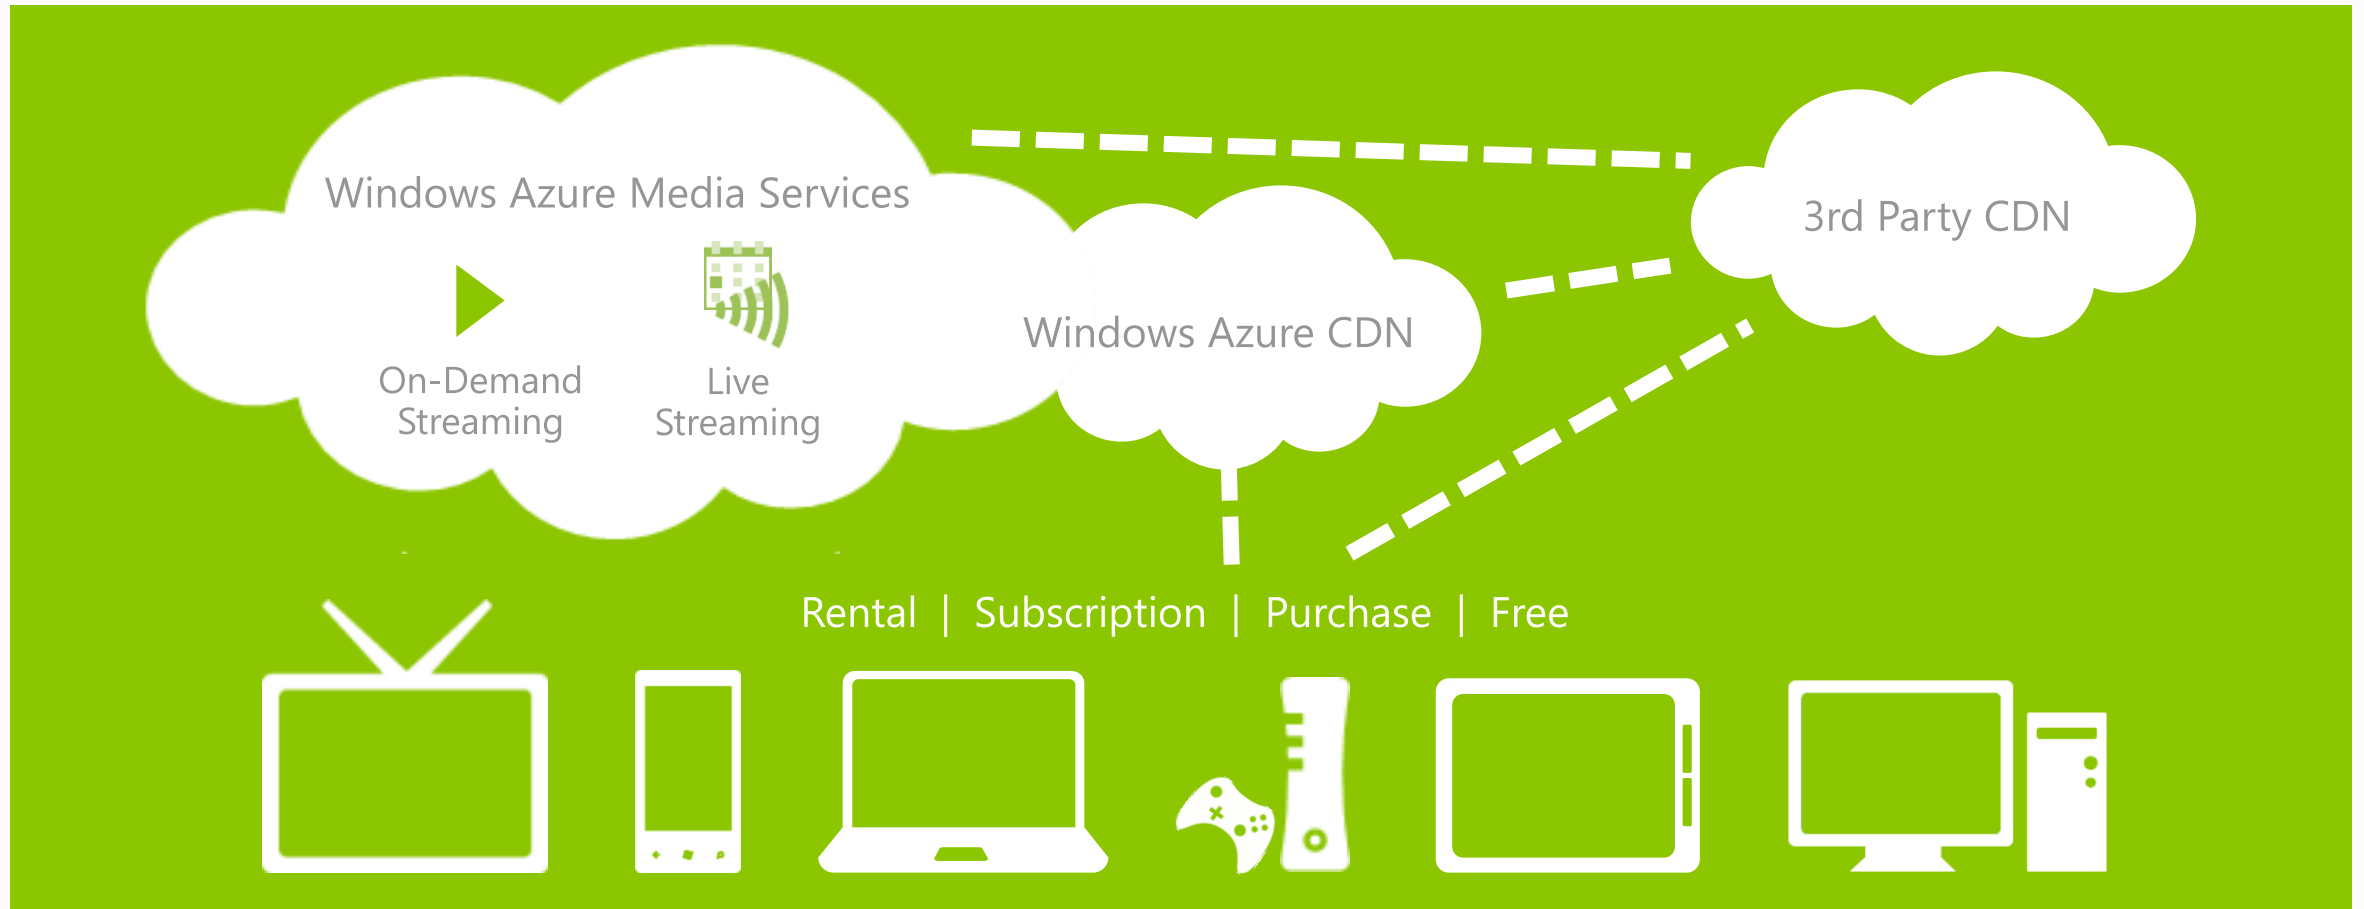 Windows Azure Media Services
On-Demand
Streaming
Live
Streaming
Windows Azure CDN
3rd Party CDN
Rental | Subscription | Purchase | Free